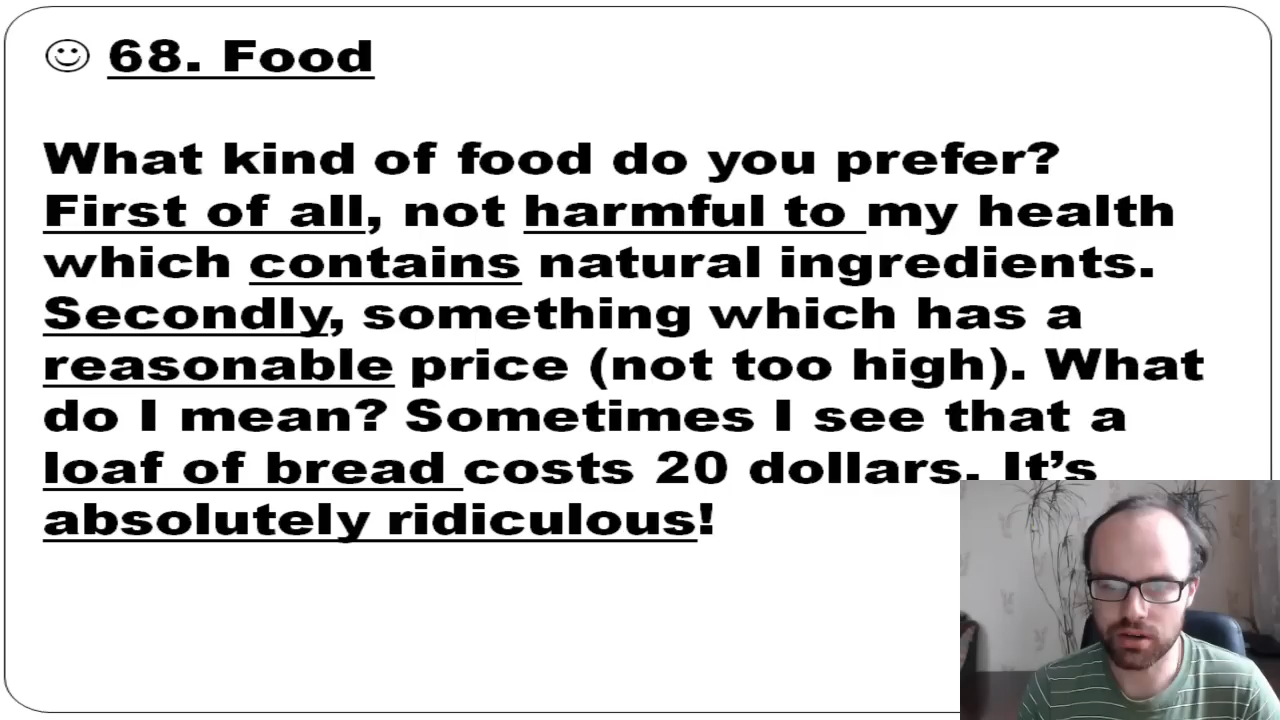 ☺ 68. Food
What kind of food do you prefer?
First of all, not harmful to my health
which contains natural ingredients.
Secondly, something which has a
reasonable price (not too high). What
do I mean? Sometimes I see that a
loaf of bread costs 20 dollars. It’s
absolutely ridiculous!